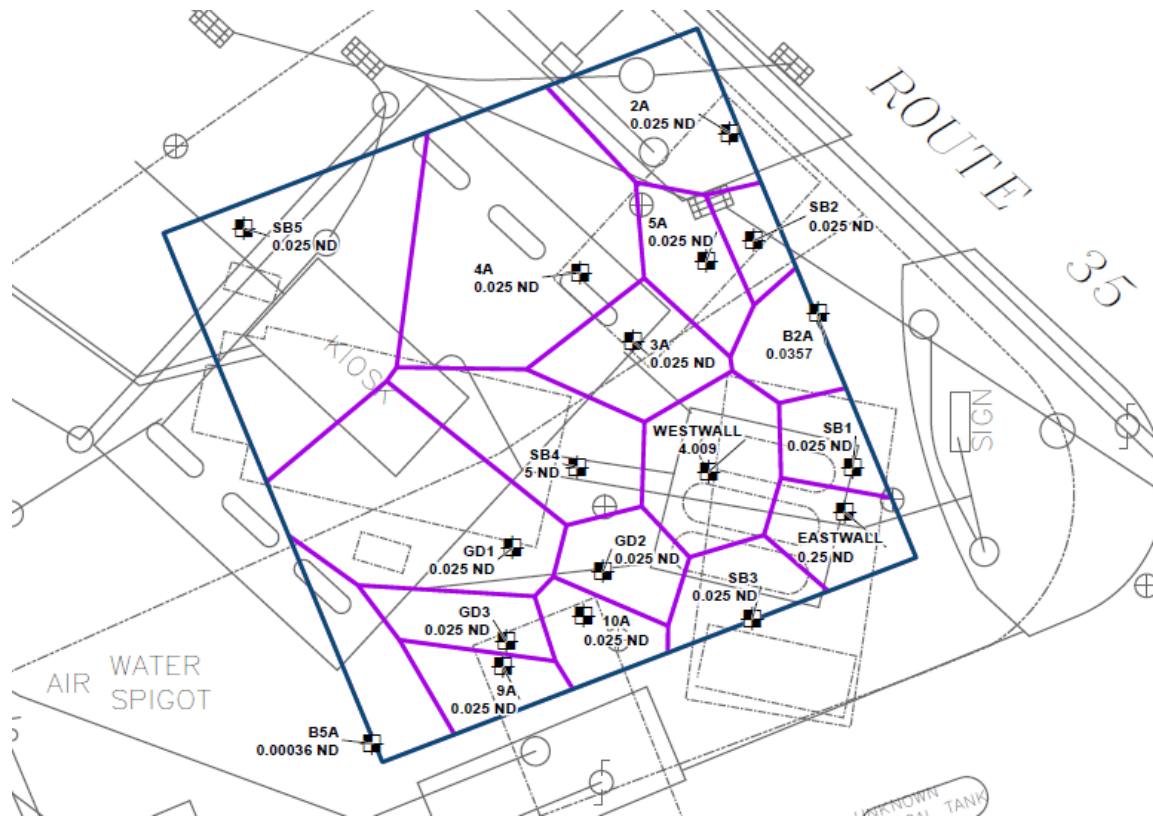 ROUTE 35
2A
0.025 ND
SB2
0.025 ND
5A
0.025 ND
SB5
0.025 ND
4A
0.025 ND
B2A
0.0357
3A
0.025 ND
KIOSK
SIGN
WESTWALL
4.009
SB1
0.025 ND
SB4
5 ND
EASTWALL
0.25 ND
GD1
0.025 ND
GD2
0.025 ND
SB3
0.025 ND
GD3
0.025 ND
10A
0.025 ND
9A
0.025 ND
AIR WATER
SPIGOT
B5A
0.00036 ND
UNKNOWN
TANK